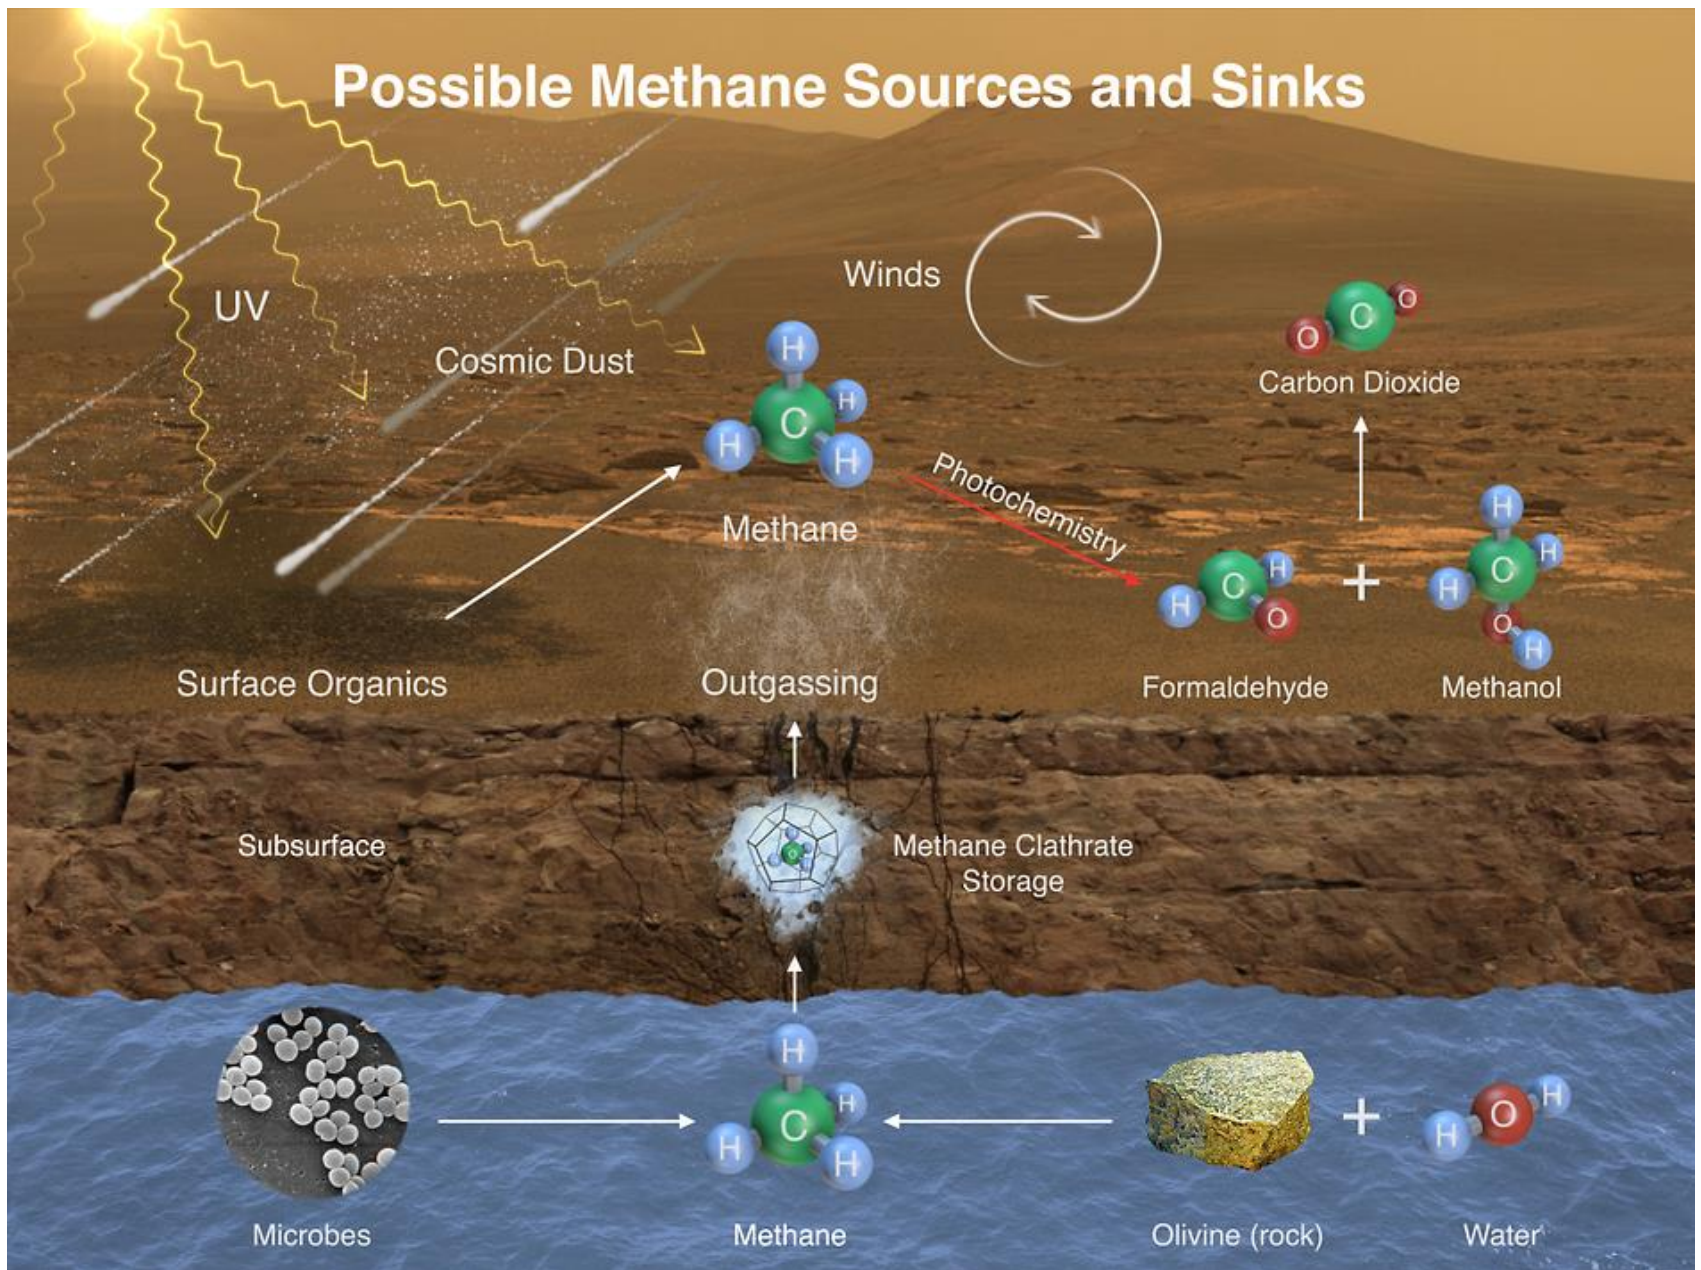 Possible Methane Sources and Sinks
UV
Cosmic Dust
Winds
H
H
C
H
H
Methane
O
C
O
Carbon Dioxide
Photochemistry
C
H
H
O
Formaldehyde
+
H
C
H
H
O
H
Methanol
Surface Organics
Outgassing
Subsurface
Methane Clathrate
Storage
Microbes
H
H
C
H
H
Methane
Olivine (rock)
+
H
O
H
Water